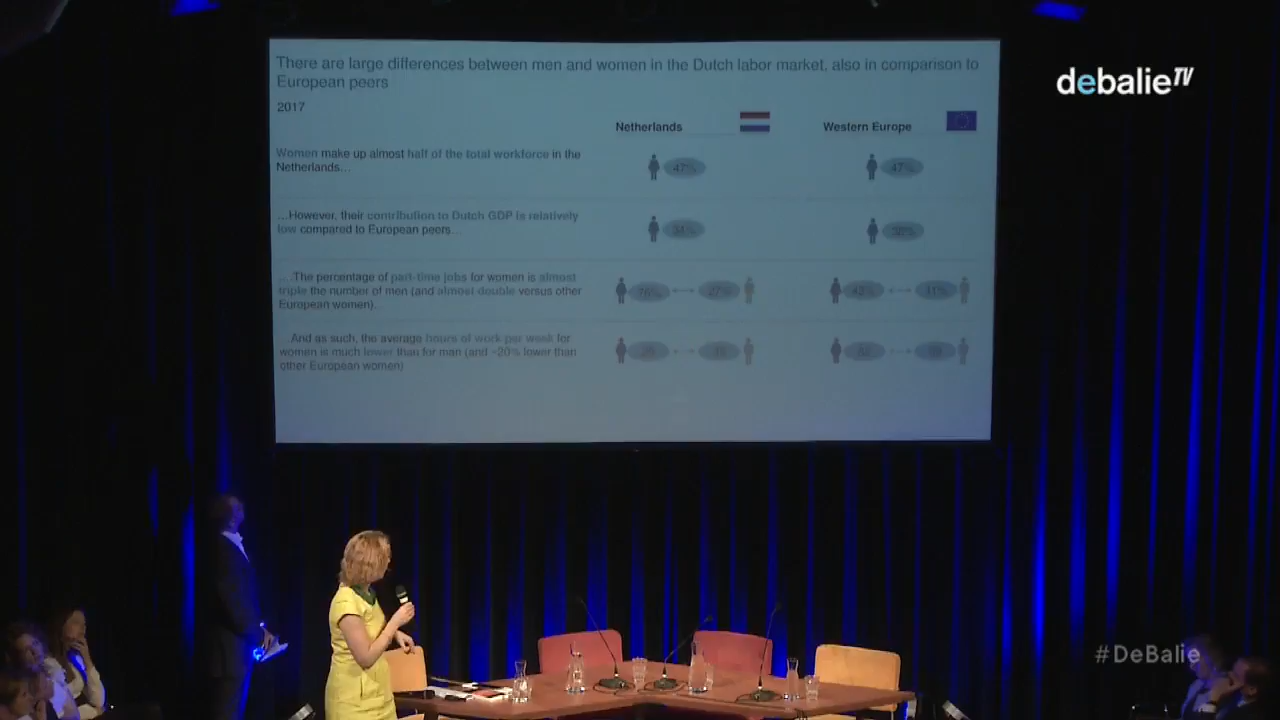 There are large differences between men and women in the Dutch labor market, also in comparison to
European peers
2017
debalieTV
Netherlands
Western Europe
Women make up almost half of the total workforce in the
Netherlands…
47%
47%
…However, their contribution to Dutch GDP is relatively
low compared to European peers…
… The percentage of part-time jobs for women is almost
triple the number of men (and almost double versus other
European women).
42%
11%
…And as such, the average hours of work per week for
women is much lower than for man (and ~20% lower than
other European women)
#DeBalie